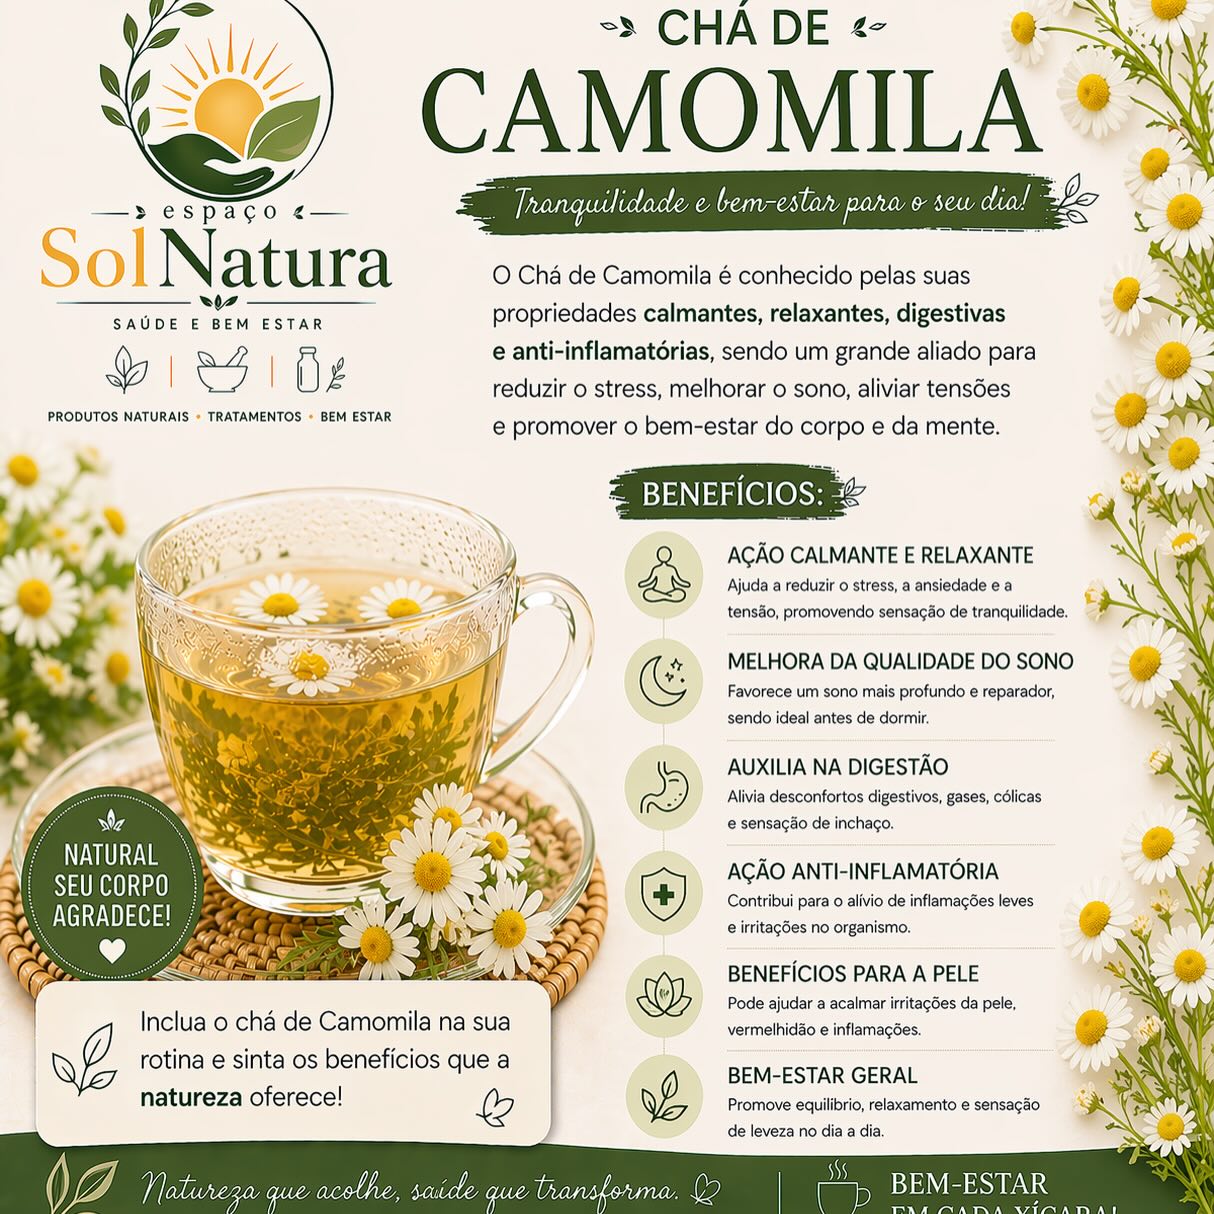 espaço
SolNatura
SAÚDE E BEM ESTAR
PRODUTOS NATURAIS • TRATAMENTOS • BEM ESTAR
CHÁ DE
CAMOMILA
Tranquilidade e bem-estar para o seu dia!
O Chá de Camomila é conhecido pelas suas
propriedades calmantes, relaxantes, digestivas
e anti-inflamatórias, sendo um grande aliado para
reduzir o stress, melhorar o sono, aliviar tensões
e promover o bem-estar do corpo e da mente.
BENEFÍCIOS:
AÇÃO CALMANTE E RELAXANTE
Ajuda a reduzir o stress, a ansiedade e a
tensão, promovendo sensação de tranquilidade.
MELHORA DA QUALIDADE DO SONO
Favorece um sono mais profundo e reparador,
sendo ideal antes de dormir.
AUXILIA NA DIGESTÃO
Alivia desconfortos digestivos, gases, cólicas
e sensação de inchaço.
AÇÃO ANTI-INFLAMATÓRIA
Contribui para o alívio de inflamações leves
e irritações no organismo.
BENEFÍCIOS PARA A PELE
Pode ajudar a acalmar irritações da pele,
vermelhidão e inflamações.
BEM-ESTAR GERAL
Promove equilíbrio, relaxamento e sensação
de leveza no dia a dia.
NATURAL
SEU CORPO
AGRADECE!
Inclua o chá de Camomila na sua
rotina e sinta os benefícios que a
natureza oferece!
Natureza que acolhe, saúde que transforma.
BEM-ESTAR
EM CADA XÍCARA!